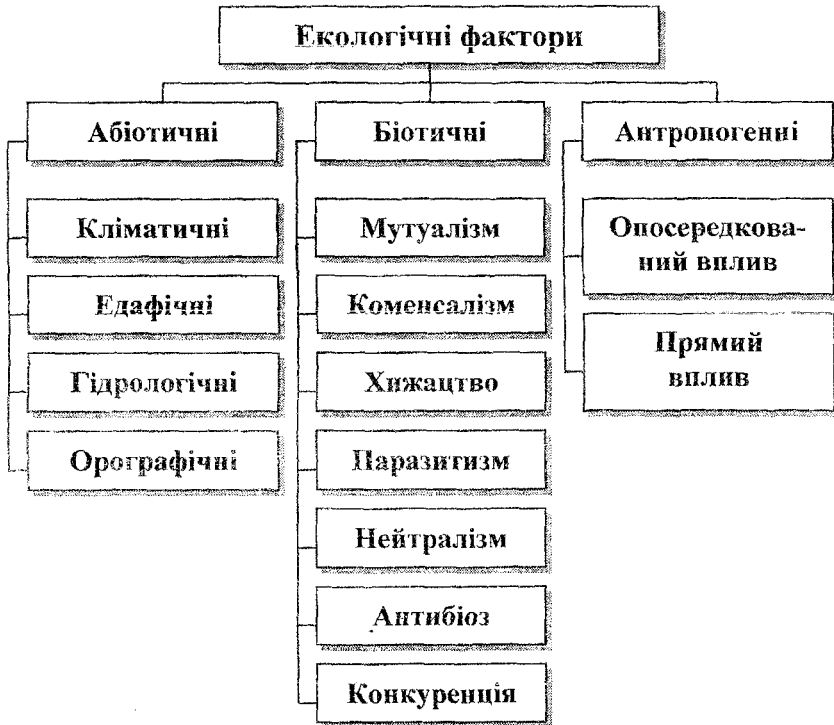 Екологічні фактори
Абіотичні
Кліматичні
Едафічні
Гідрологічні
Орографічні
Біотичні
Мутуалізм
Коменсалізм
Хижацтво
Паразитизм
Нейтралізм
Антибіоз
Конкуренція
Антропогенні
Опосередкова-
ний вплив
Прямий
вплив